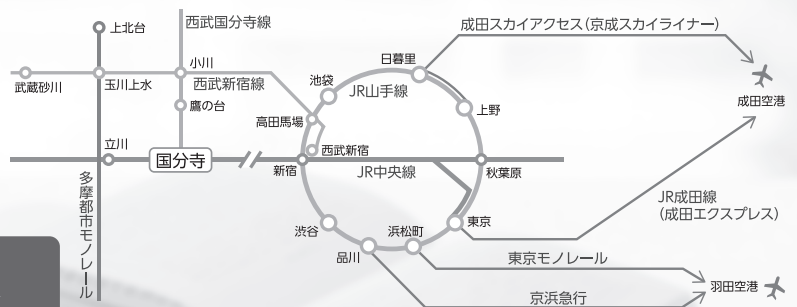 西武国分寺線
成田スカイアクセス(京成スカイライナー)
上北台
小川
日暮里
武蔵砂川
玉川上水
西武新宿線
池袋
JR山手線
成田空港
鷹の台
高田馬場
上野
立川
国分寺
西武新宿
新宿
JR中央線
秋葉原
多摩都市モノレール
JR成田線
(成田エクスプレス)
渋谷
浜松町
東京
品川
東京モノレール
羽田空港
京浜急行